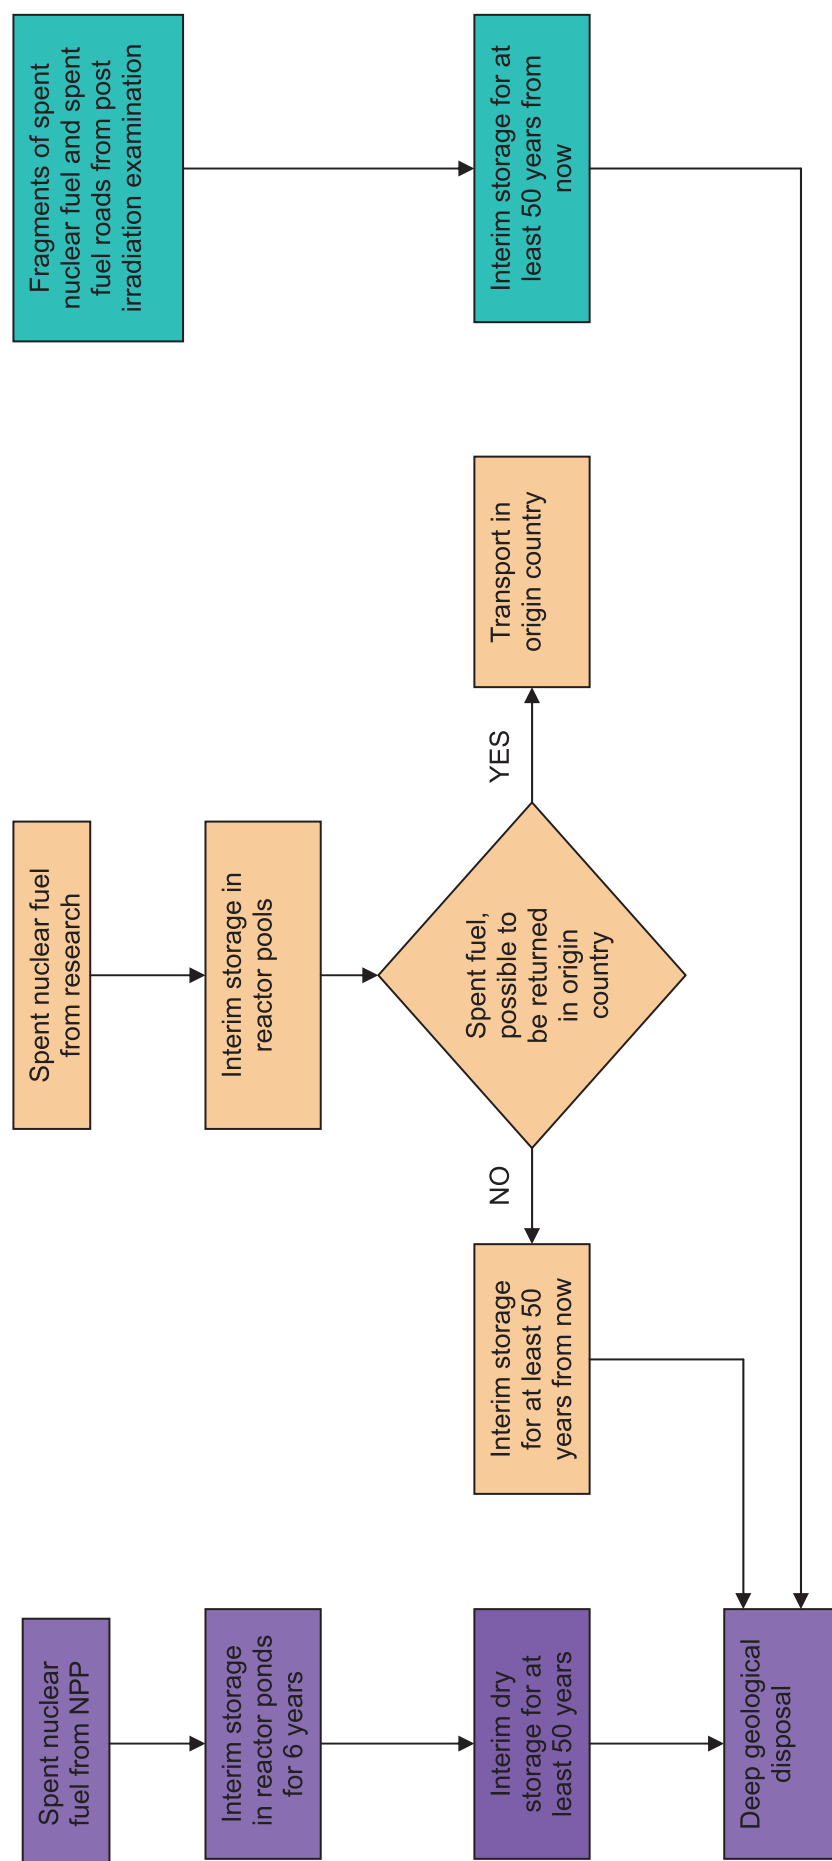 Spent nuclear
fuel from NPP
Interim storage
in reactor ponds
for 6 years
Interim dry
storage for at
least 50 years
Deep geological
disposal
Spent nuclear fuel
from research
Interim storage in
reactor pools
Spent fuel,
possible to
be returned
in origin
country
NO
YES
Interim storage
for at least 50
years from now
Transport in
origin country
Fragments of spent
nuclear fuel and spent
fuel roads from post
irradiation examination
Interim storage for at
least 50 years from
now